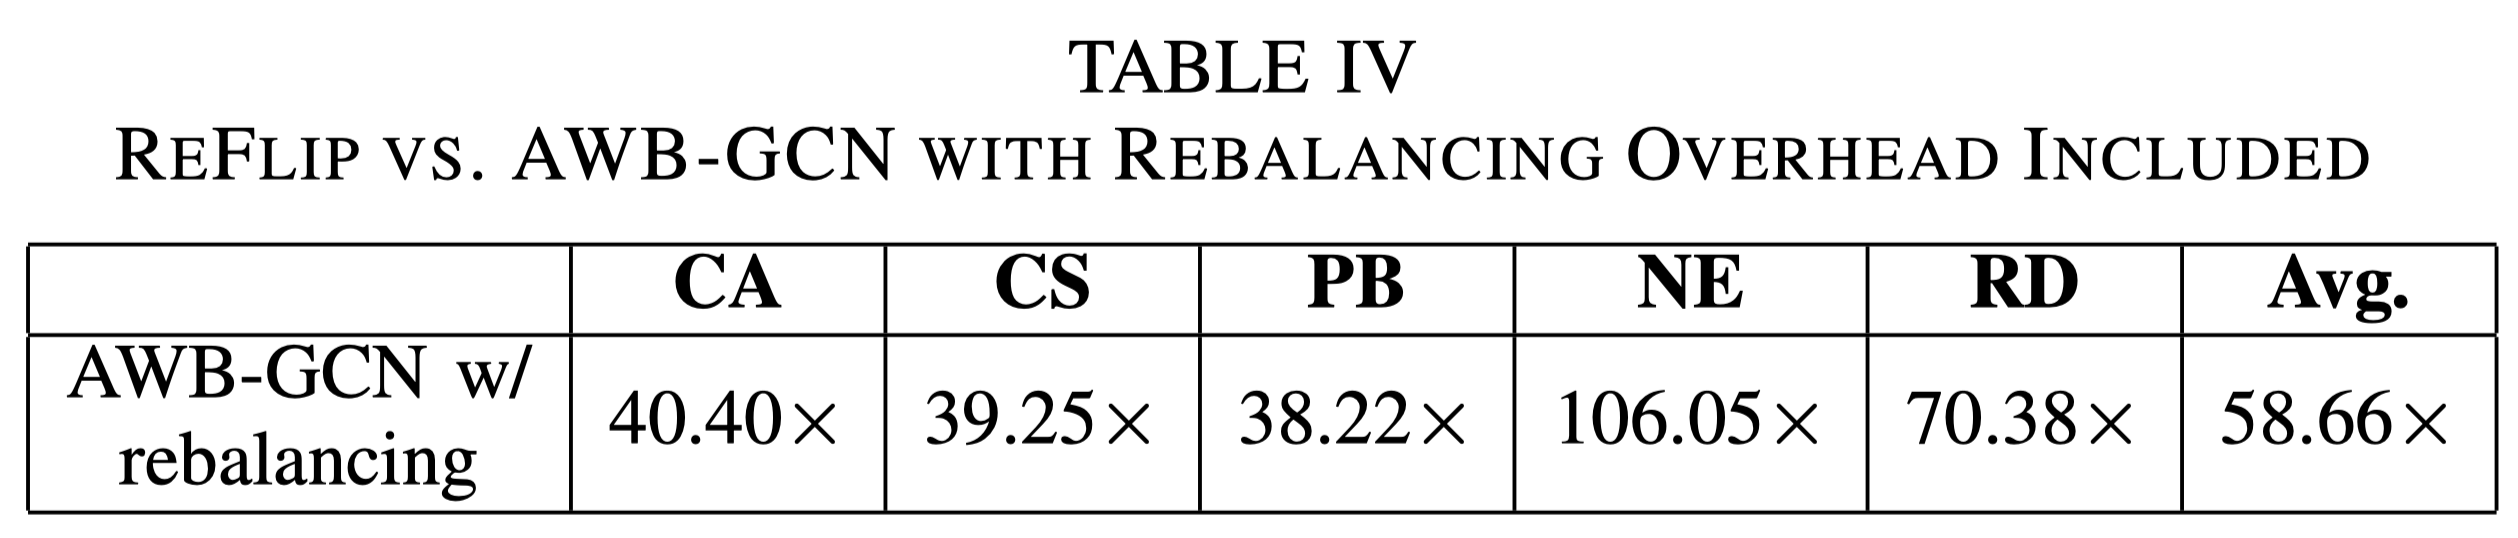 TABLE IV
REFLIP VS. AWB-GCN WITH REBALANCING OVERHEAD INCLUDED
CA CS PB NE RD Avg.
AWB-GCN w/ rebalancing 40.40× 39.25× 38.22× 106.05× 70.38× 58.66×